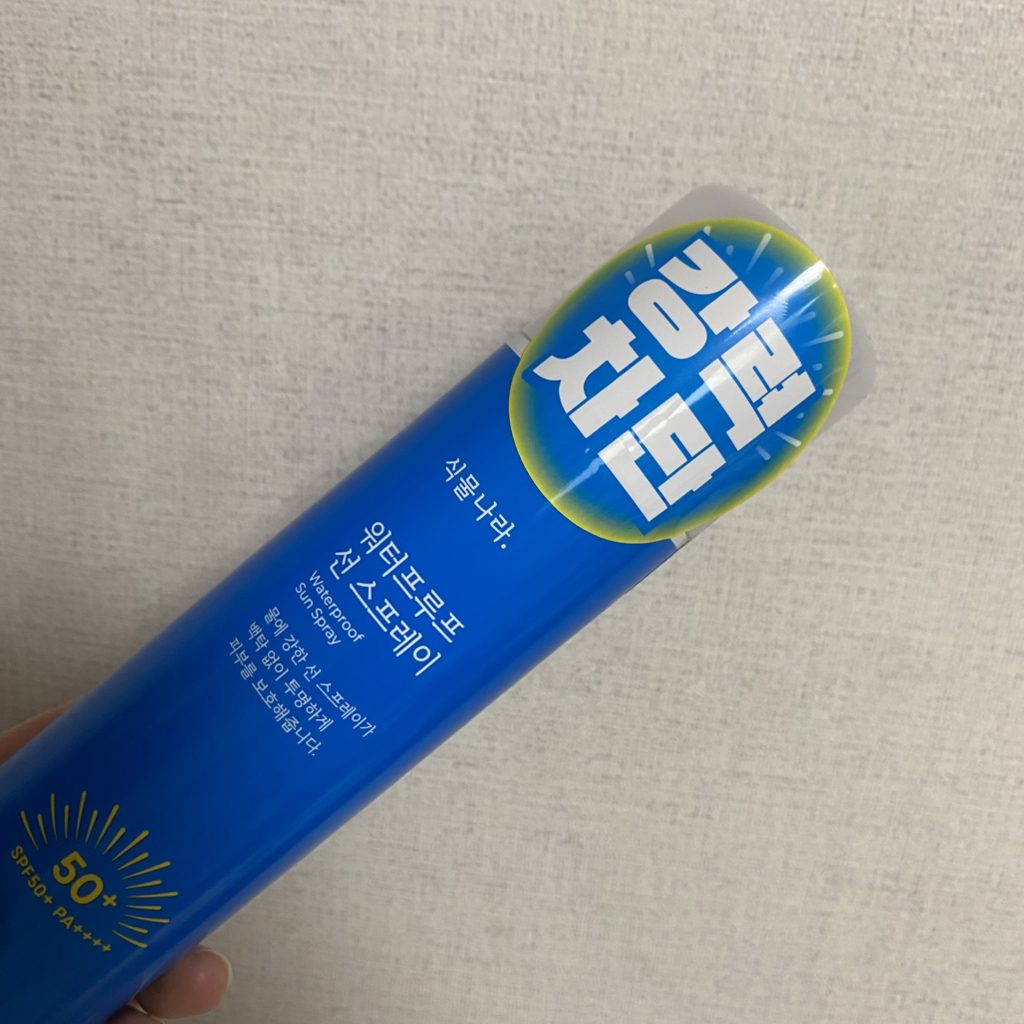 강력
차단
식물나라.
워터프루프
선 스프레이
Waterproof
Sun Spray
물에 강한 선 스프레이가
백탁 없이 투명하게
피부를 보호해줍니다.
50+
SPF50+ PA++++